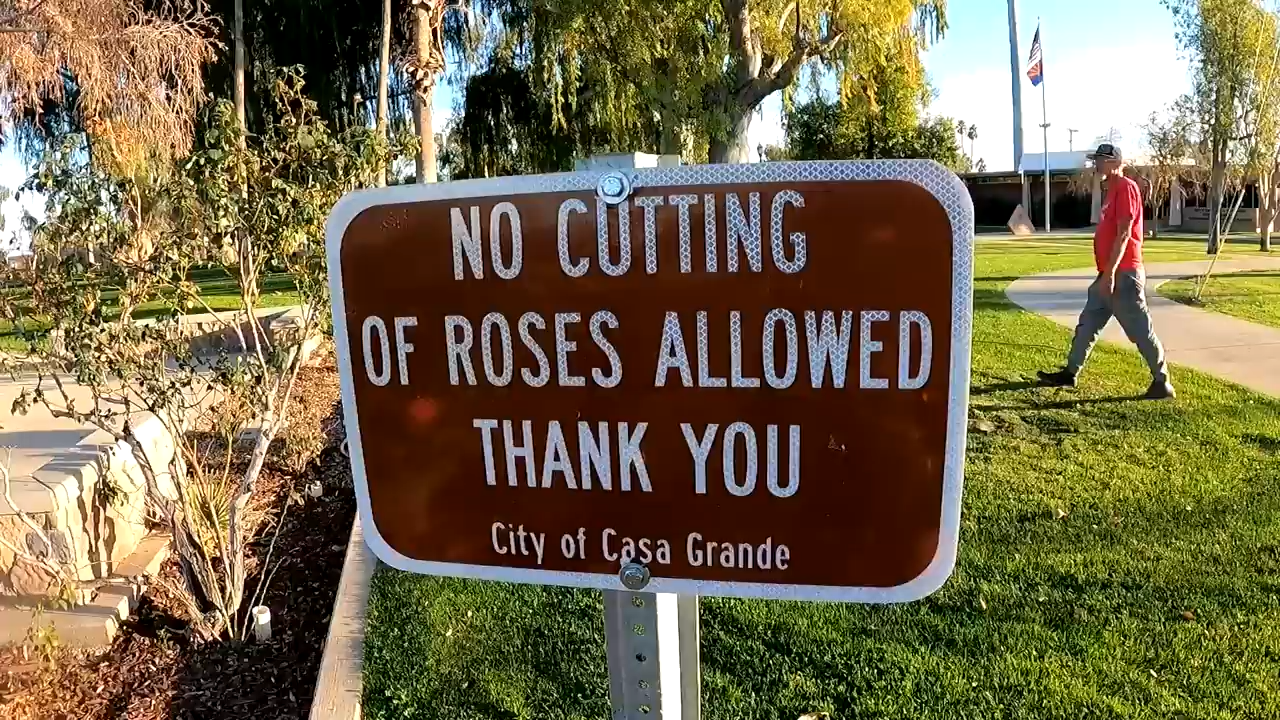 NO CUTTING
OF ROSES ALLOWED
THANK YOU
City of Casa Grande